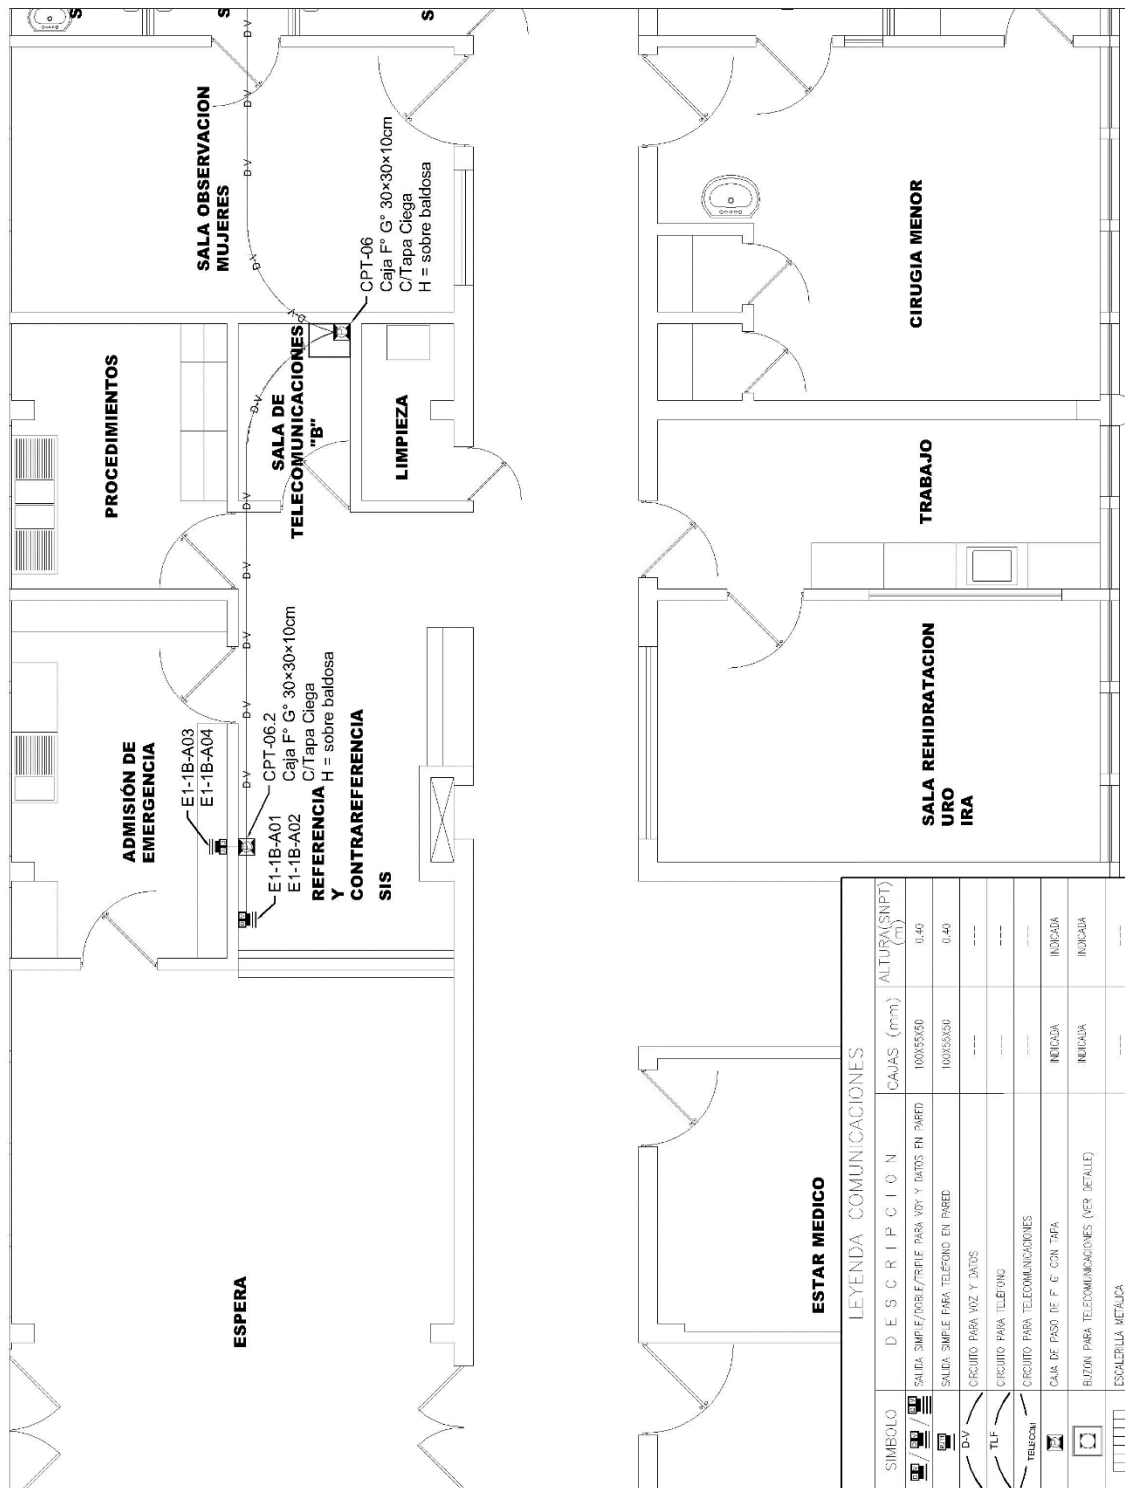 SALA OBSERVACION
MUJERES
CPT-06
Caja F° G° 30×30×10cm
C/Tapa Ciega
H = sobre baldosa
PROCEDIMIENTOS
SALA DE
TELECOMUNICACIONES
"B"
LIMPIEZA
CIRUGIA MENOR
TRABAJO
ADMISIÓN DE
EMERGENCIA
E1-1B-A03
E1-1B-A04
CPT-06.2
Caja F° G° 30×30×10cm
C/Tapa Ciega
H = sobre baldosa
E1-1B-A01
E1-1B-A02
REFERENCIA
Y
CONTRAREFERENCIA
SIS
SALA REHIDRATACION
URO
IRA
ESPERA
ESTAR MEDICO
D-V
D-V
D-V
D-V
D-V
D-V
D-V
D-V
D-V
D-V
D-V
LEYENDA COMUNICACIONES
SIMBOLO D E S C R I P C I O N CAJAS (mm) ALTURA(SNPT) (m)
SALIDA SIMPLE/DOBLE/TRIPLE PARA VOY Y DATOS EN PARED 100X55X50 0.40
SALIDA SIMPLE PARA TELÉFONO EN PARED 100X55X50 0.40
D-V CIRCUITO PARA VOZ Y DATOS --- ---
TLF CIRCUITO PARA TELÉFONO --- ---
TELECOM CIRCUITO PARA TELECOMUNICACIONES --- ---
CAJA DE PASO DE F° G° CON TAPA INDICADA INDICADA
BUZON PARA TELECOMUNICACIONES (VER DETALLE) INDICADA INDICADA
ESCALERILLA METÁLICA --- ---